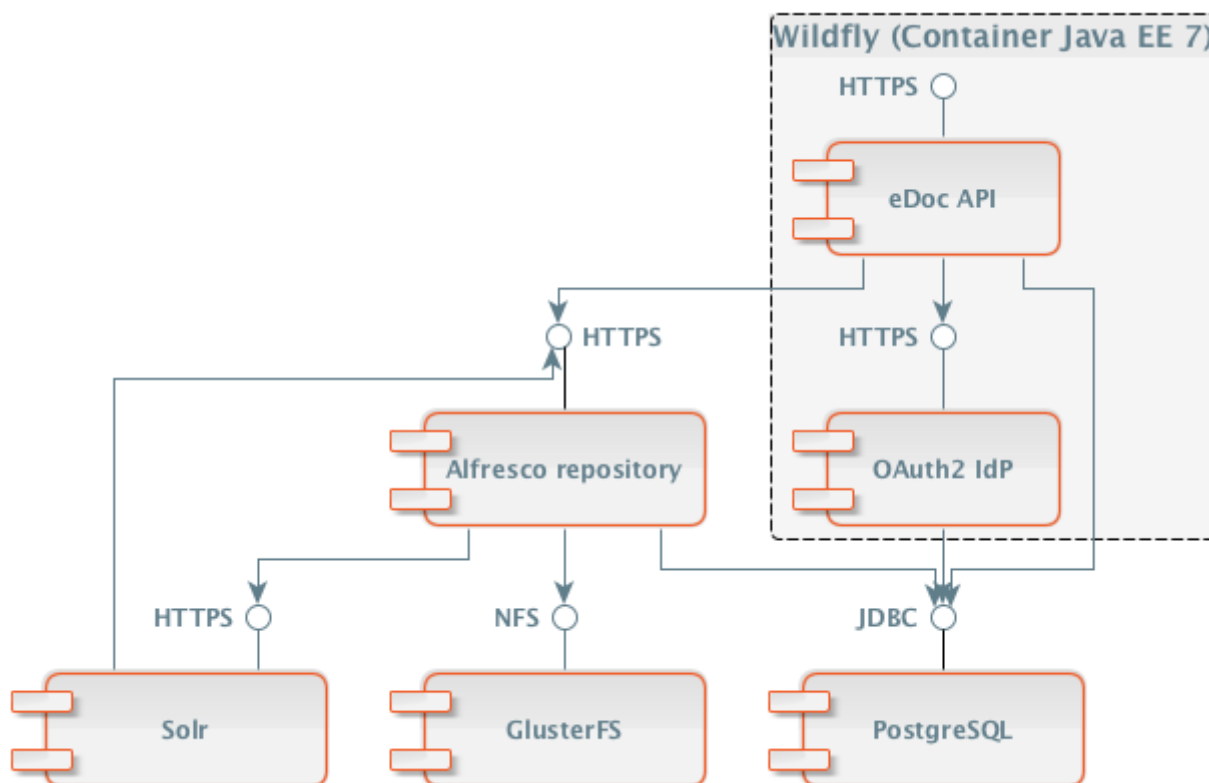 Wildfly (Container Java EE 7)
HTTPS
eDoc API
HTTPS
HTTPS
Alfresco repository
OAuth2 IdP
HTTPS
NFS
JDBC
Solr
GlusterFS
PostgreSQL